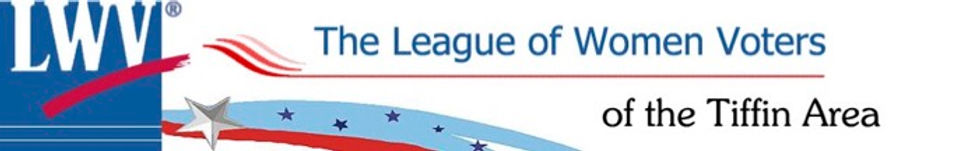 LWV®
The League of Women Voters
of the Tiffin Area